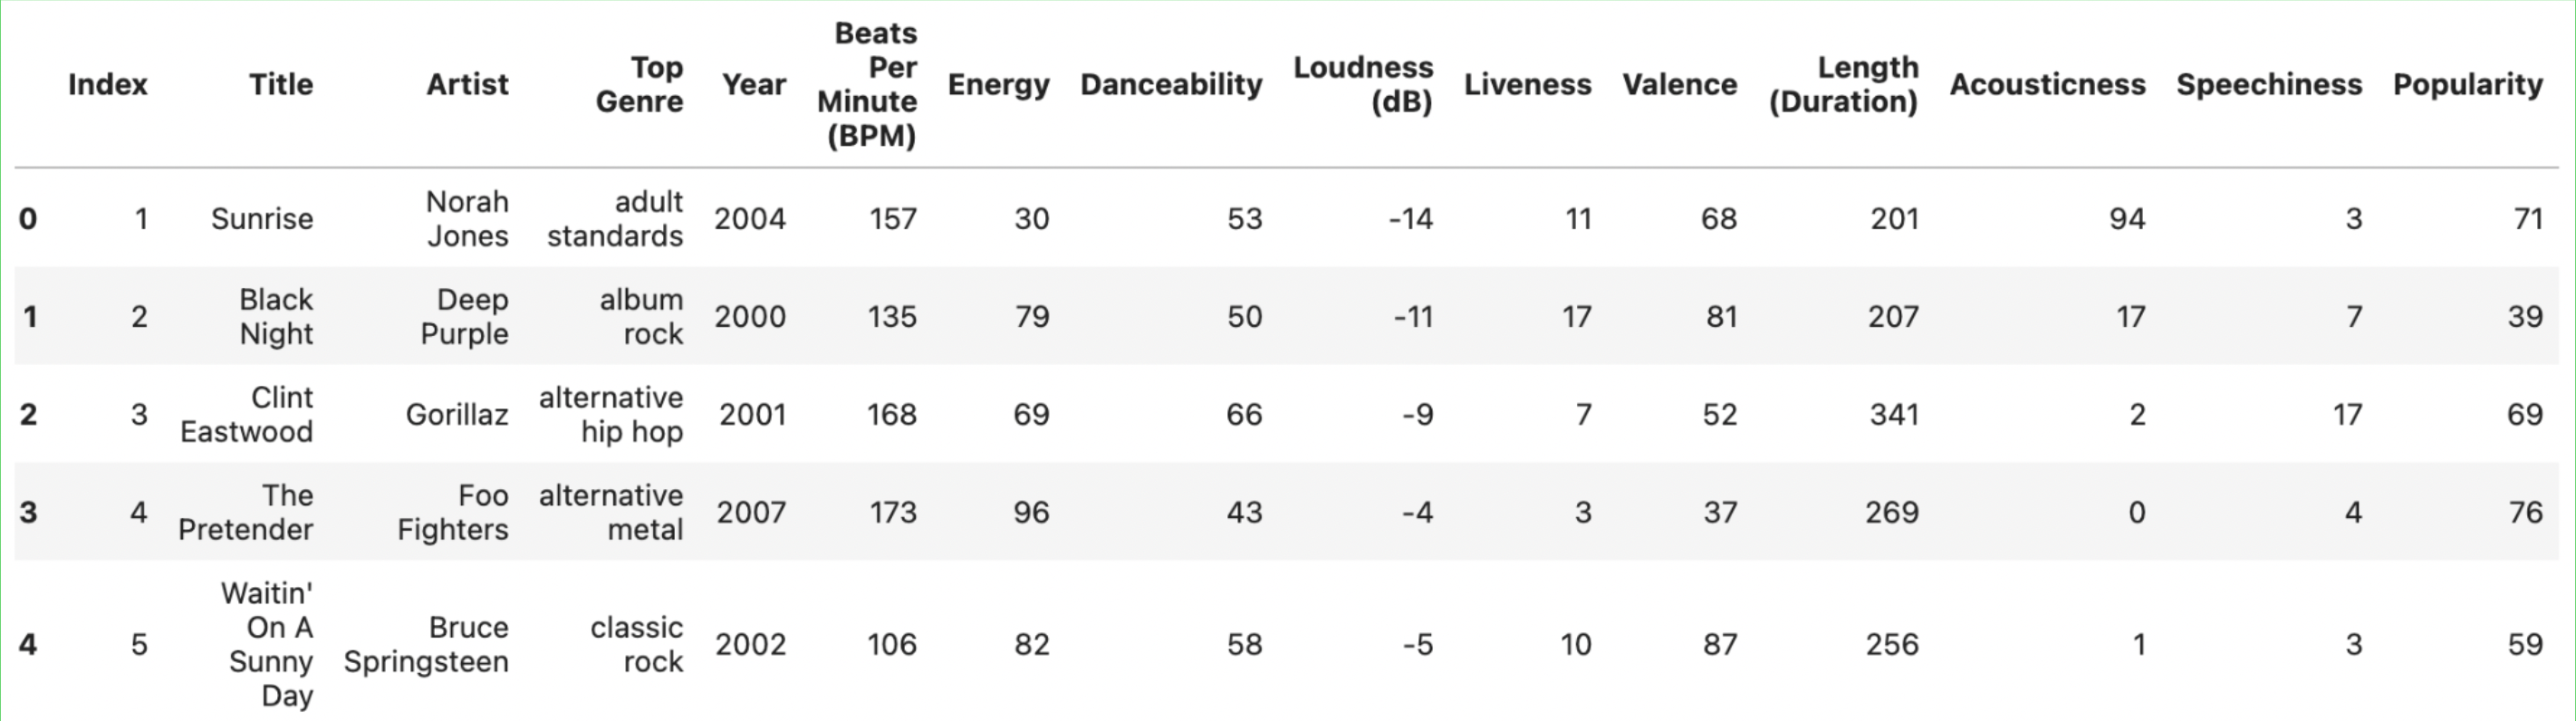 Index Title Artist Top Genre Year Beats Per Minute (BPM) Energy Danceability Loudness (dB) Liveness Valence Length (Duration) Acousticness Speechiness Popularity
0 1 Sunrise Norah Jones adult standards 2004 157 30 53 -14 11 68 201 94 3 71
1 2 Black Night Deep Purple album rock 2000 135 79 50 -11 17 81 207 17 7 39
2 3 Clint Eastwood Gorillaz alternative hip hop 2001 168 69 66 -9 7 52 341 2 17 69
3 4 The Pretender Foo Fighters alternative metal 2007 173 96 43 -4 3 37 269 0 4 76
4 5 Waitin' On A Sunny Day Bruce Springsteen classic rock 2002 106 82 58 -5 10 87 256 1 3 59